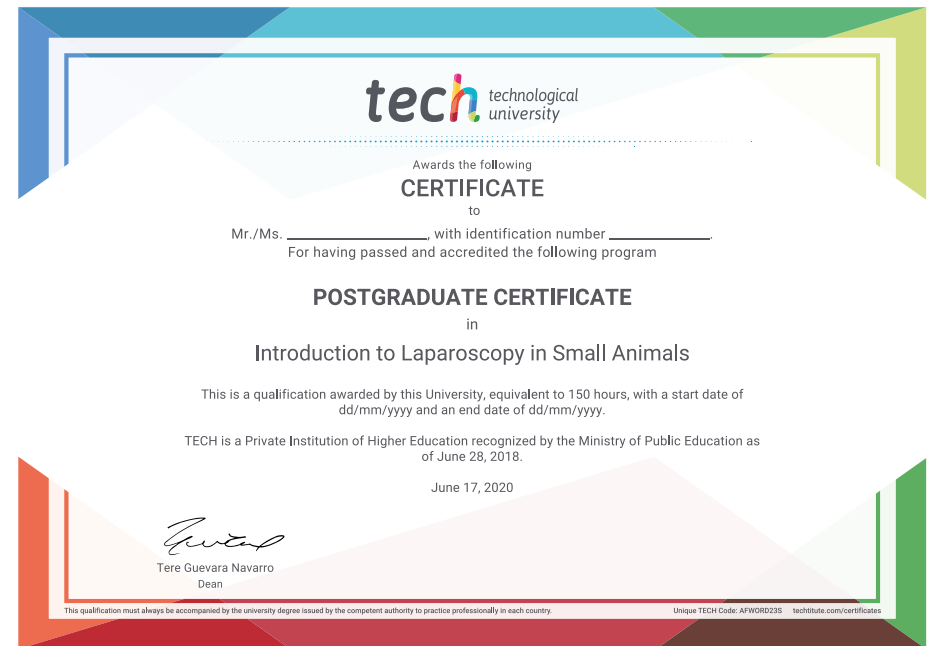 tech technological
university
Awards the following
CERTIFICATE
to
Mr./Ms. ____________________, with identification number ______________.
For having passed and accredited the following program
POSTGRADUATE CERTIFICATE
in
Introduction to Laparoscopy in Small Animals
This is a qualification awarded by this University, equivalent to 150 hours, with a start date of
dd/mm/yyyy and an end date of dd/mm/yyyy.
TECH is a Private Institution of Higher Education recognized by the Ministry of Public Education as
of June 28, 2018.
June 17, 2020
Tere Guevara Navarro
Dean
This qualification must always be accompanied by the university degree issued by the competent authority to practice professionally in each country. Unique TECH Code: AFWORD23S techtitute.com/certificates